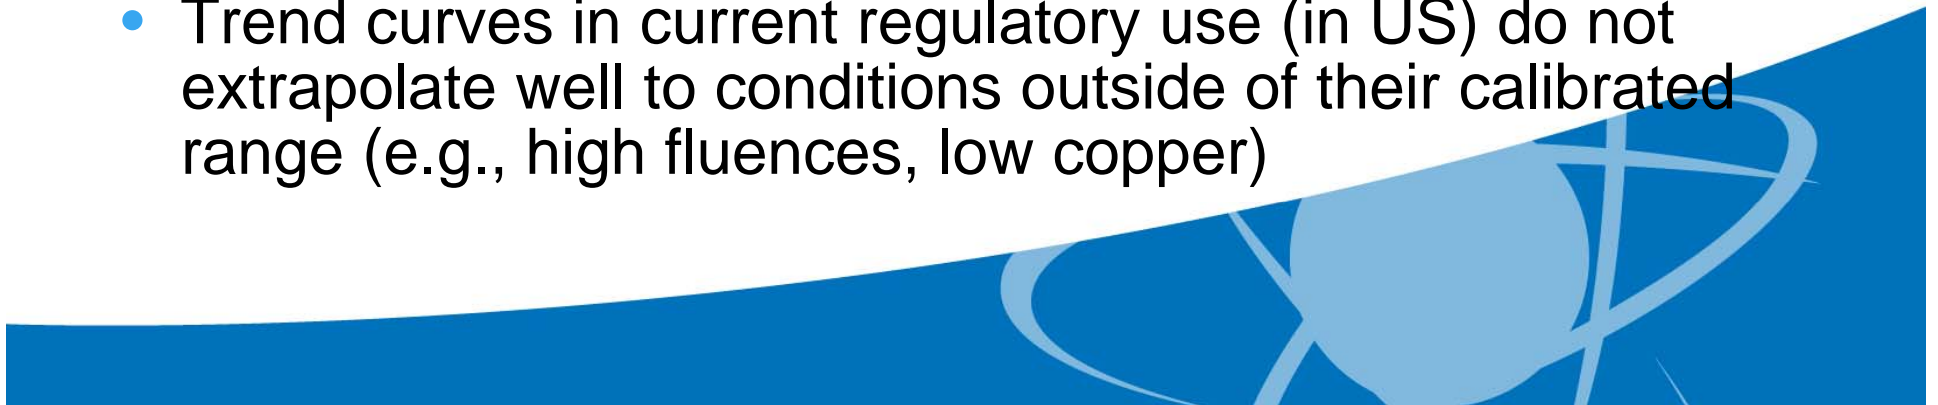 • Trend curves in current regulatory use (in US) do not
extrapolate well to conditions outside of their calibrated
range (e.g., high fluences, low copper)